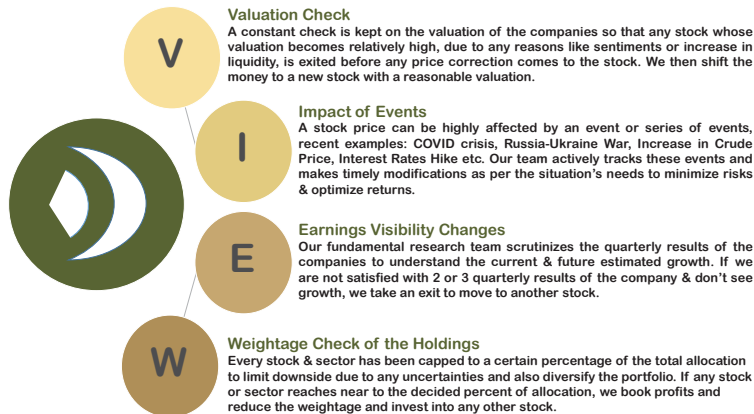 V
Valuation Check
A constant check is kept on the valuation of the companies so that any stock whose
valuation becomes relatively high, due to any reasons like sentiments or increase in
liquidity, is exited before any price correction comes to the stock. We then shift the
money to a new stock with a reasonable valuation.
I
Impact of Events
A stock price can be highly affected by an event or series of events,
recent examples: COVID crisis, Russia-Ukraine War, Increase in Crude
Price, Interest Rates Hike etc. Our team actively tracks these events and
makes timely modifications as per the situation's needs to minimize risks
& optimize returns.
E
Earnings Visibility Changes
Our fundamental research team scrutinizes the quarterly results of the
companies to understand the current & future estimated growth. If we
are not satisfied with 2 or 3 quarterly results of the company & don't see
growth, we take an exit to move to another stock.
W
Weightage Check of the Holdings
Every stock & sector has been capped to a certain percentage of the total allocation
to limit downside due to any uncertainties and also diversify the portfolio. If any stock
or sector reaches near to the decided percent of allocation, we book profits and
reduce the weightage and invest into any other stock.